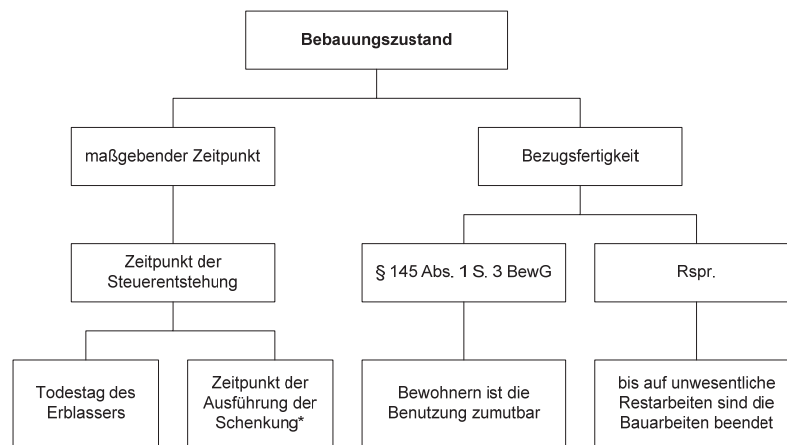 Bebauungszustand
maßgebender Zeitpunkt
Bezugsfertigkeit
Zeitpunkt der
Steuerentstehung
§ 145 Abs. 1 S. 3 BewG
Rspr.
Todestag des
Erblassers
Zeitpunkt der
Ausführung der
Schenkung*
Bewohnern ist die
Benutzung zumutbar
bis auf unwesentliche
Restarbeiten sind die
Bauarbeiten beendet